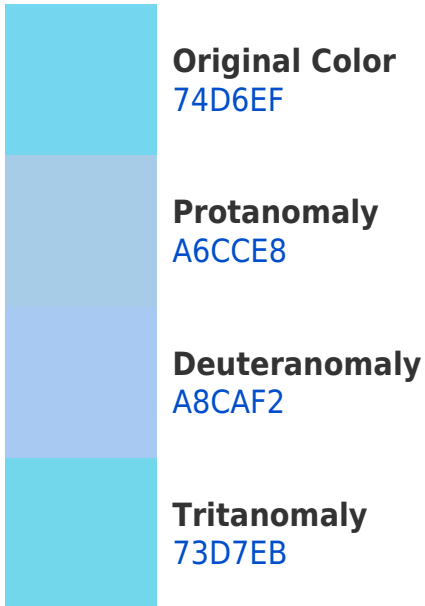 Original Color
74D6EF
Protanomaly
A6CCE8
Deuteranomaly
A8CAF2
Tritanomaly
73D7EB